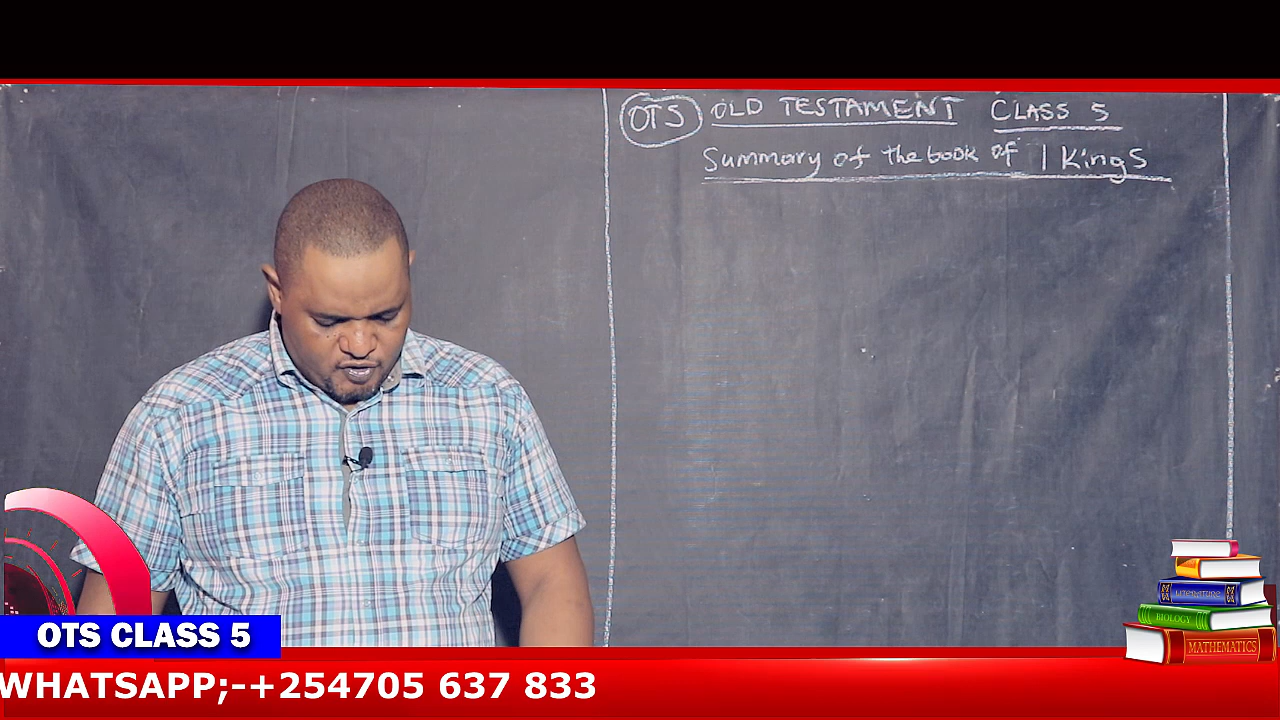 OTS OLD TESTAMENT CLASS 5
Summary of the book of 1 Kings
LITERATURE
BIOLOGY
MATHEMATICS
OTS CLASS 5
WHATSAPP;-+254705 637 833